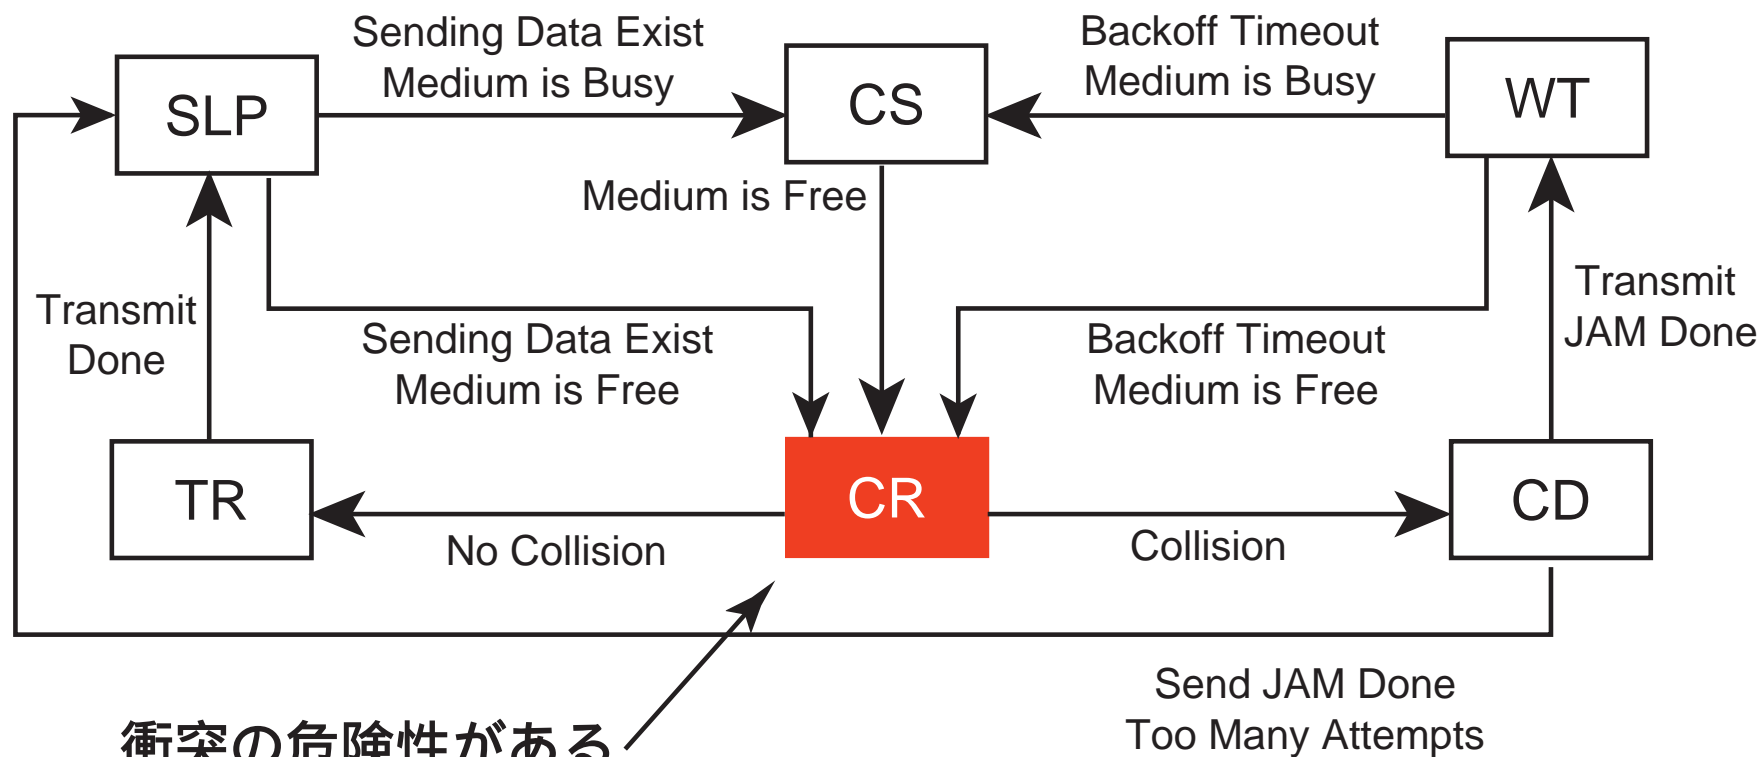 Sending Data Exist
Medium is Busy
Backoff Timeout
Medium is Busy
SLP
CS
WT
Medium is Free
Transmit
Done
Sending Data Exist
Medium is Free
Backoff Timeout
Medium is Free
Transmit
JAM Done
TR
CR
CD
No Collision
Collision
Send JAM Done
Too Many Attempts
衝突の危険性がある